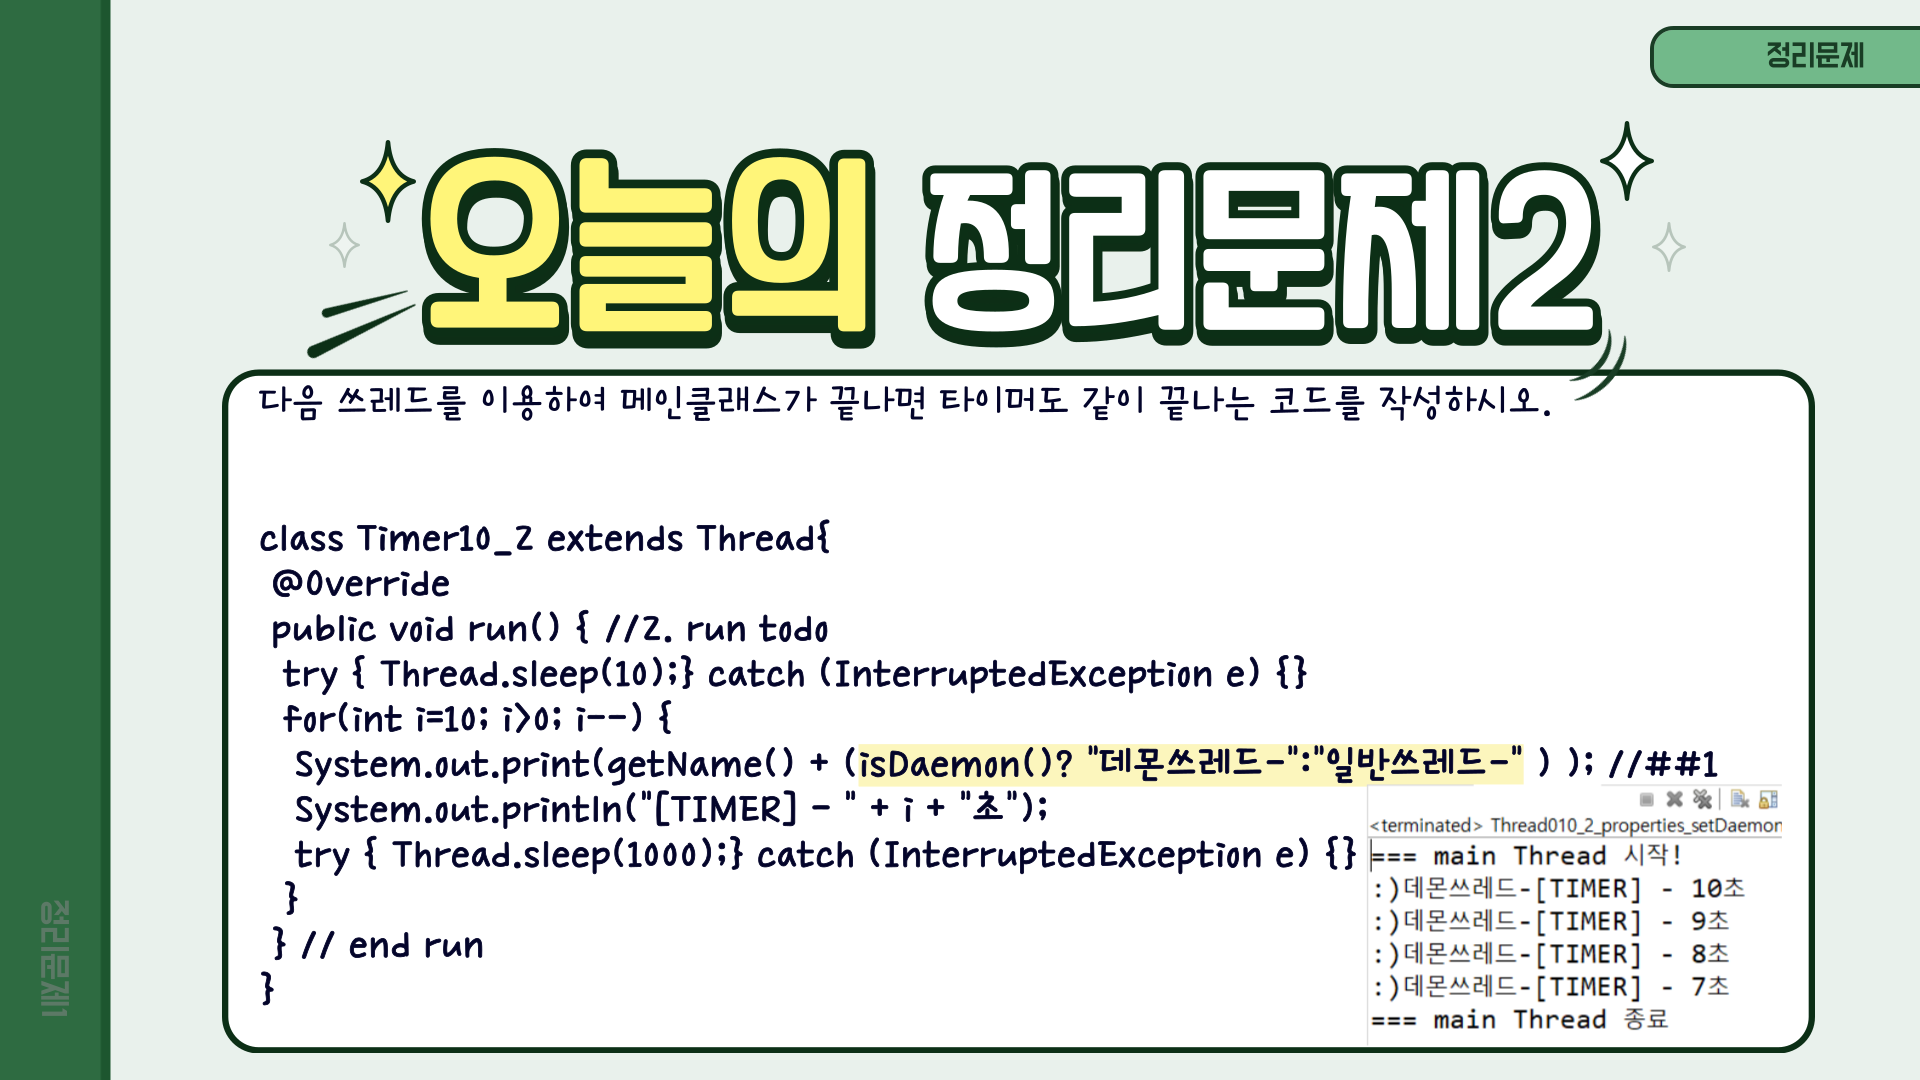 정리문제
오늘의 정리문제2
다음 쓰레드를 이용하여 메인클래스가 끝나면 타이머도 같이 끝나는 코드를 작성하시오.
class Timer10_2 extends Thread{
@Override
public void run() { //2. run todo
try { Thread.sleep(10);} catch (InterruptedException e) {}
for(int i=10; i>0; i--) {
System.out.print(getName() + (isDaemon()? "데몬쓰레드-":"일반쓰레드-" ) ); //##1
System.out.println("[TIMER] - " + i + "초");
try { Thread.sleep(1000);} catch (InterruptedException e) {}
}
} // end run
}
<terminated> Thread010_2_properties_setDaemon
=== main Thread 시작!
:)데몬쓰레드-[TIMER] - 10초
:)데몬쓰레드-[TIMER] - 9초
:)데몬쓰레드-[TIMER] - 8초
:)데몬쓰레드-[TIMER] - 7초
=== main Thread 종료
정리문제1